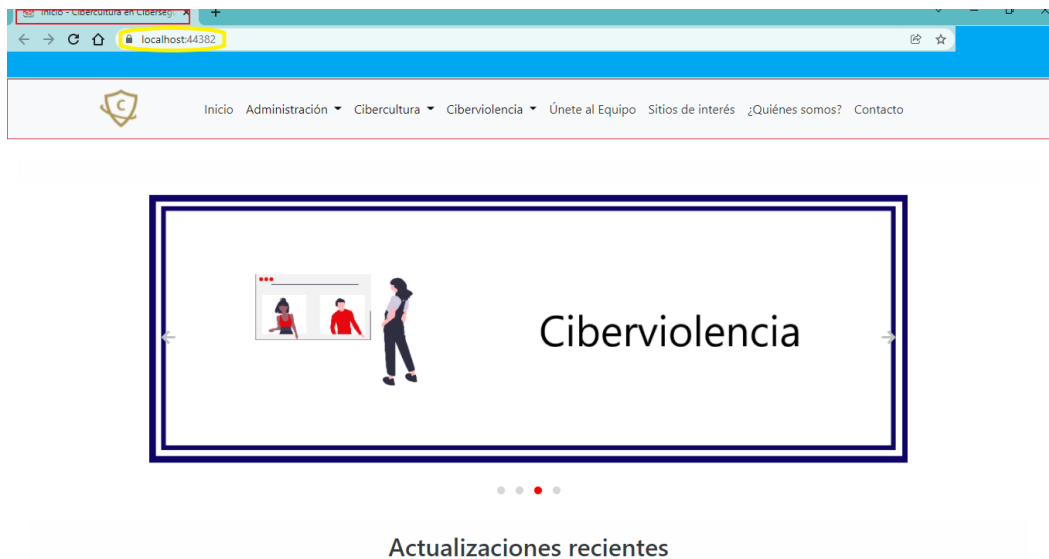 Inicio - Cibercultura en Ciberseg
localhost:44382
C
Inicio Administración Cibercultura Ciberviolencia Únete al Equipo Sitios de interés ¿Quiénes somos? Contacto
Ciberviolencia
Actualizaciones recientes